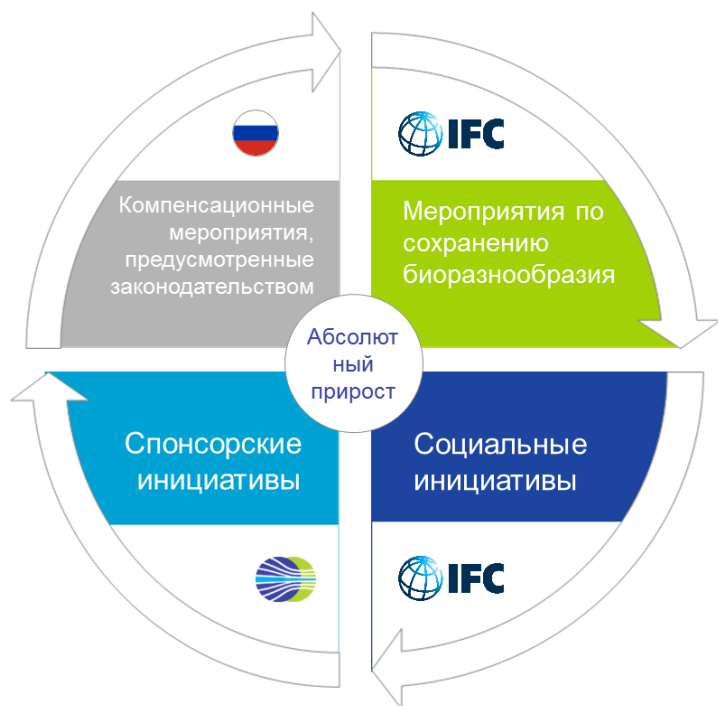 IFC
Компенсационные
мероприятия,
предусмотренные
законодательством
Мероприятия по
сохранению
биоразнообразия
Абсолют
ный
прирост
Спонсорские
инициативы
Социальные
инициативы
IFC